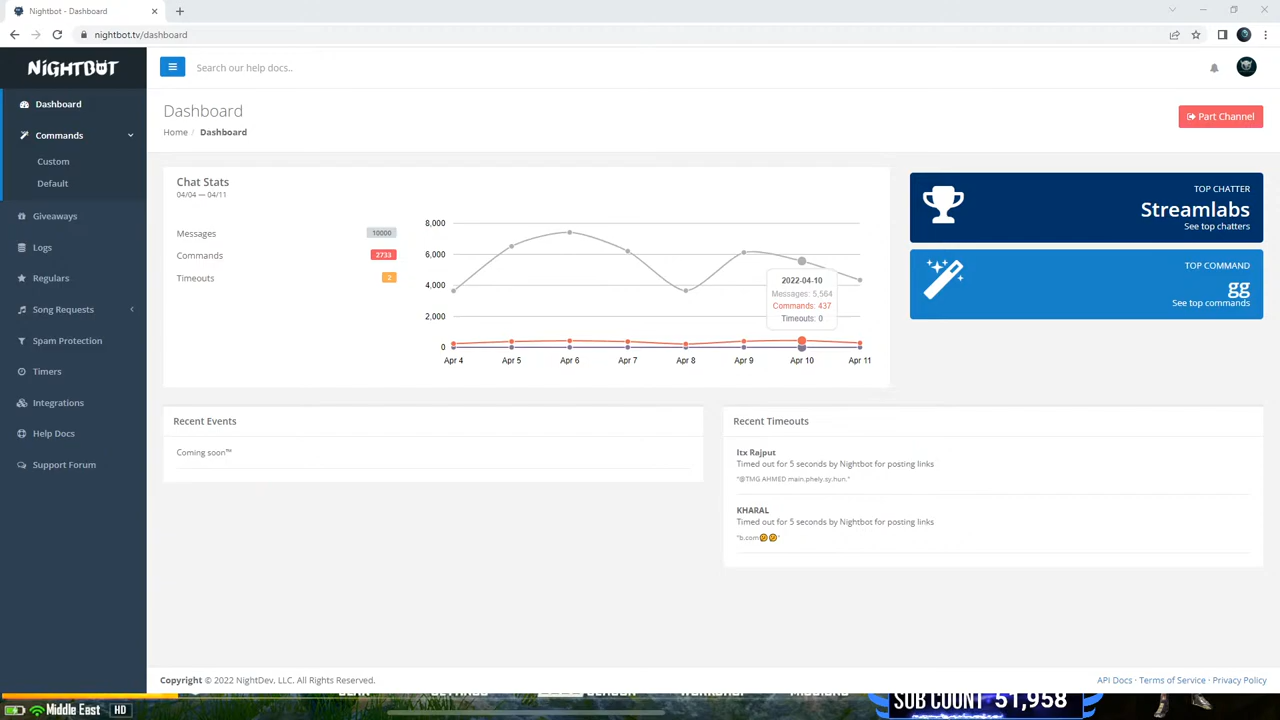 Nightbot - Dashboard
nightbot.tv/dashboard
NIGHTBOT
Search our help docs..
Dashboard
Commands
Custom
Default
Giveaways
Logs
Regulars
Song Requests
Spam Protection
Timers
Integrations
Help Docs
Support Forum
Dashboard
Home / Dashboard
Part Channel
Chat Stats
04/04 — 04/11
Messages 10000
Commands 2733
Timeouts 2
8,000
6,000
4,000
2,000
0
Apr 4 Apr 5 Apr 6 Apr 7 Apr 8 Apr 9 Apr 10 Apr 11
2022-04-10
Messages: 5,564
Commands: 437
Timeouts: 0
TOP CHATTER
Streamlabs
See top chatters
TOP COMMAND
gg
See top commands
Recent Events
Coming soon™
Recent Timeouts
Itx Rajput
Timed out for 5 seconds by Nightbot for posting links
"@TMG AHMED main.phely.sy.hun."
KHARAL
Timed out for 5 seconds by Nightbot for posting links
"b.com😕😕"
Copyright © 2022 NightDev, LLC. All Rights Reserved.
API Docs · Terms of Service · Privacy Policy
Middle East HD
SUB COUNT 51,958